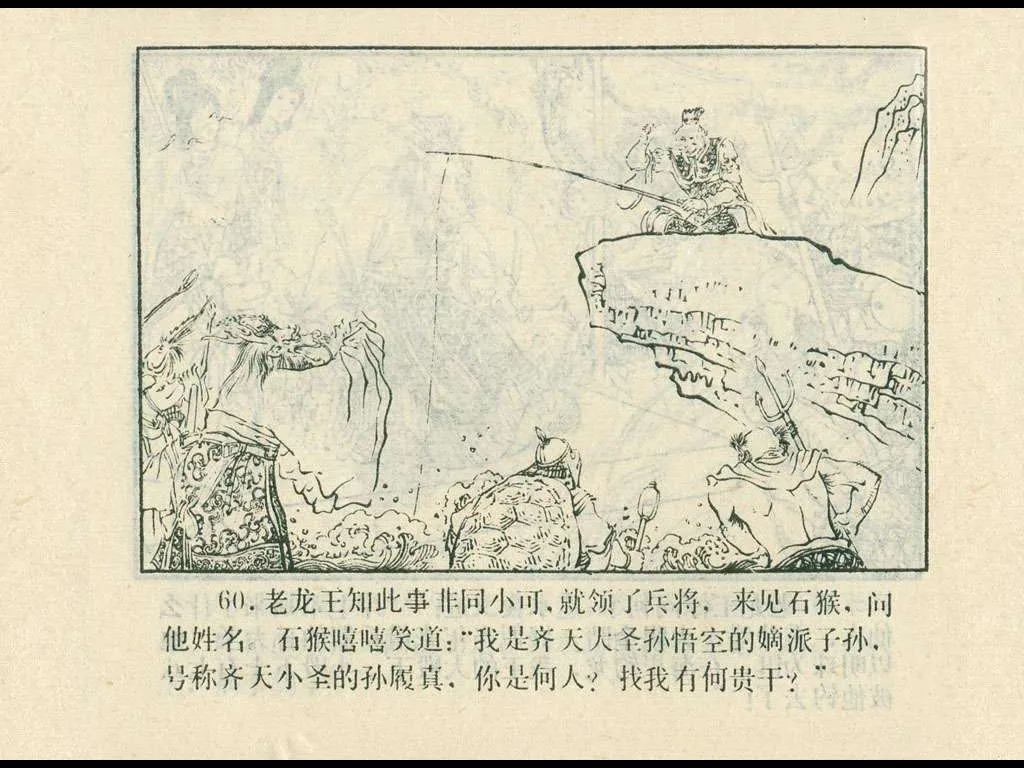 60. 老龙王知此事非同小可，就领了兵将，来见石猴，问
他姓名。石猴嘻嘻笑道：“我是齐天大圣孙悟空的嫡派子孙，
号称齐天小圣的孙履真，你是何人？找我有何贵干？”